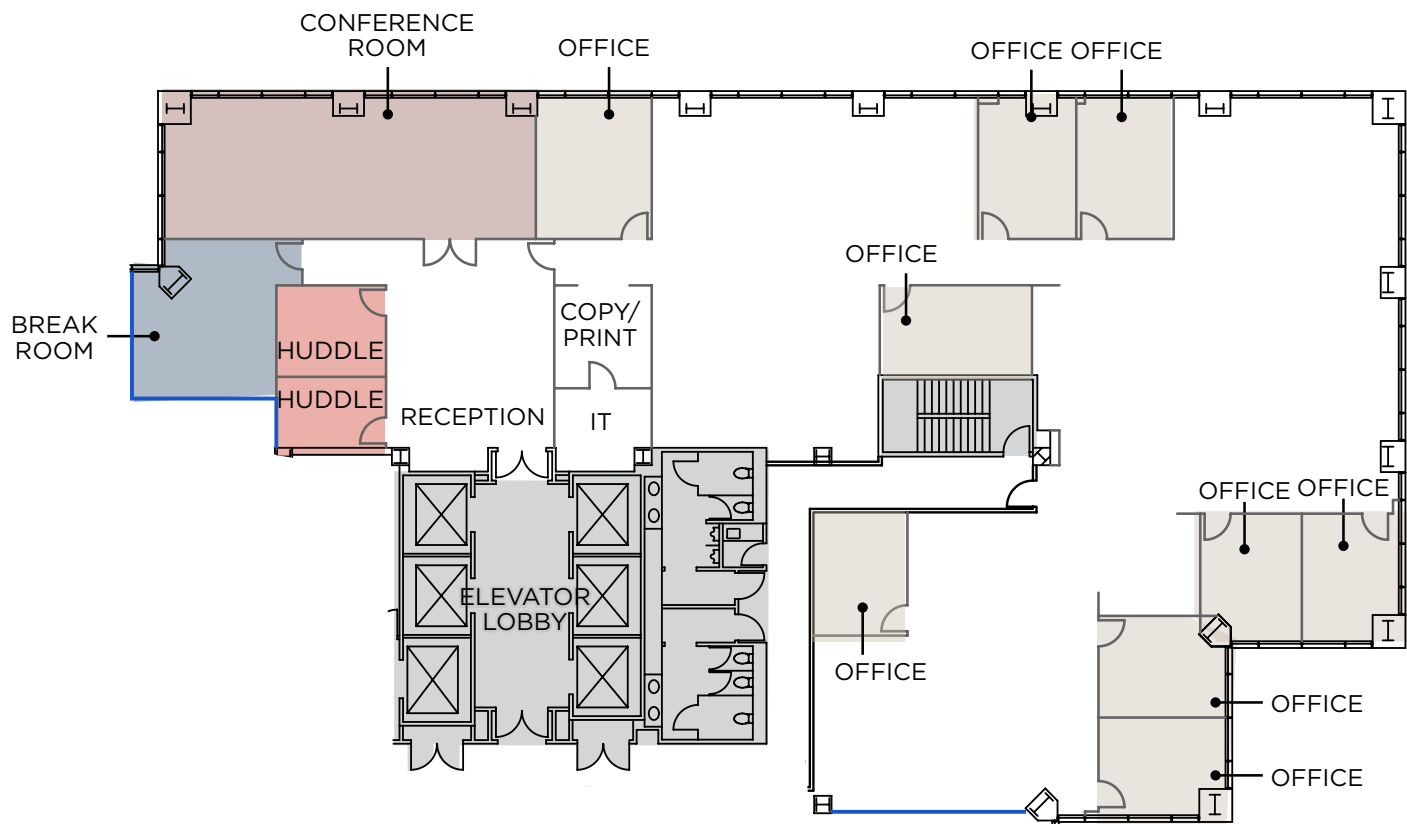 CONFERENCE
ROOM
OFFICE
OFFICE
OFFICE
OFFICE
BREAK
ROOM
HUDDLE
HUDDLE
COPY/
PRINT
RECEPTION
IT
OFFICE
OFFICE
ELEVATOR
LOBBY
OFFICE
OFFICE
OFFICE